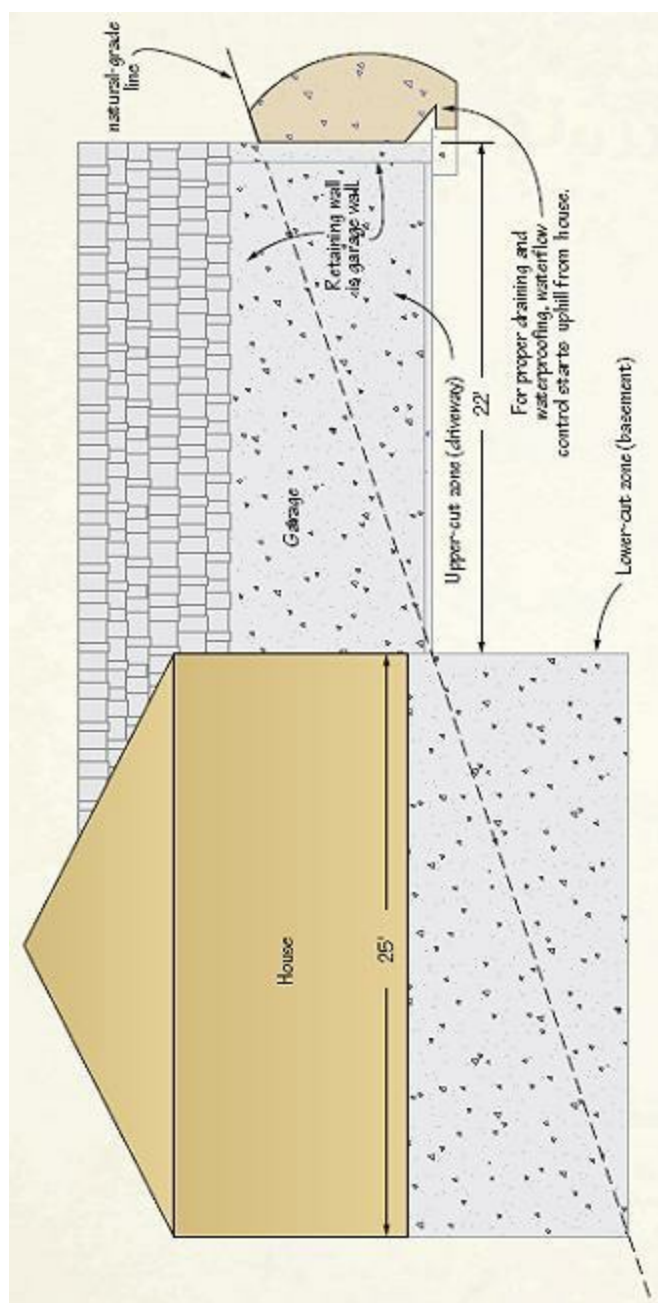 natural-grade
line
Retaining wall
is garage wall.
Garage
House
25'
Upper-cut zone (driveway)
22'
For proper draining and
waterproofing, waterflow
control starts uphill from house.
Lower-cut zone (basement)